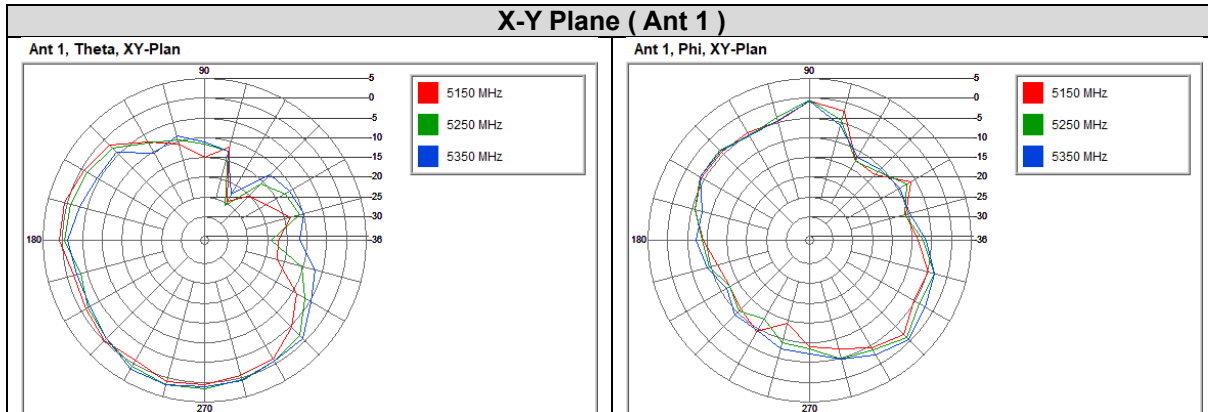 X-Y Plane ( Ant 1 )
Ant 1, Theta, XY-Plan
90
5
0
5
10
15
20
25
30
36
180
270
5150 MHz
5250 MHz
5350 MHz
Ant 1, Phi, XY-Plan
90
5
0
5
10
15
20
25
30
36
180
270
5150 MHz
5250 MHz
5350 MHz